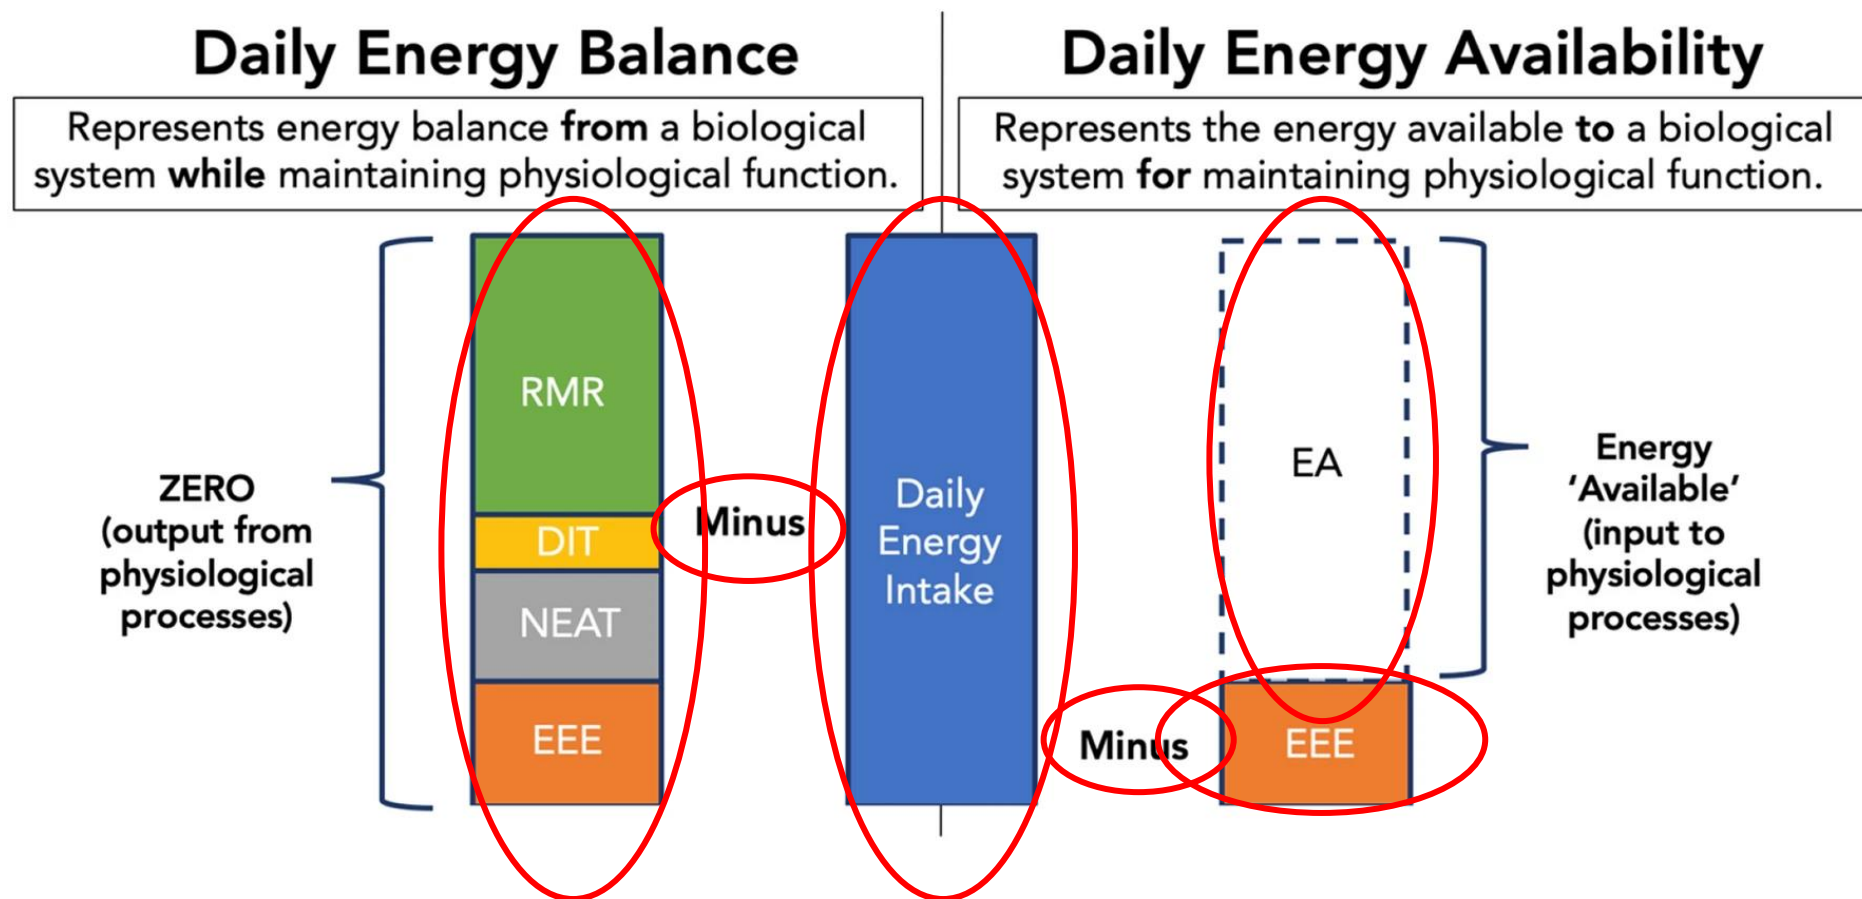 Daily Energy Balance
Represents energy balance from a biological
system while maintaining physiological function.
Daily Energy Availability
Represents the energy available to a biological
system for maintaining physiological function.
ZERO
(output from
physiological
processes)
RMR
DIT
NEAT
EEE
Minus
Daily
Energy
Intake
Minus
EA
EEE
Energy
‘Available’
(input to
physiological
processes)